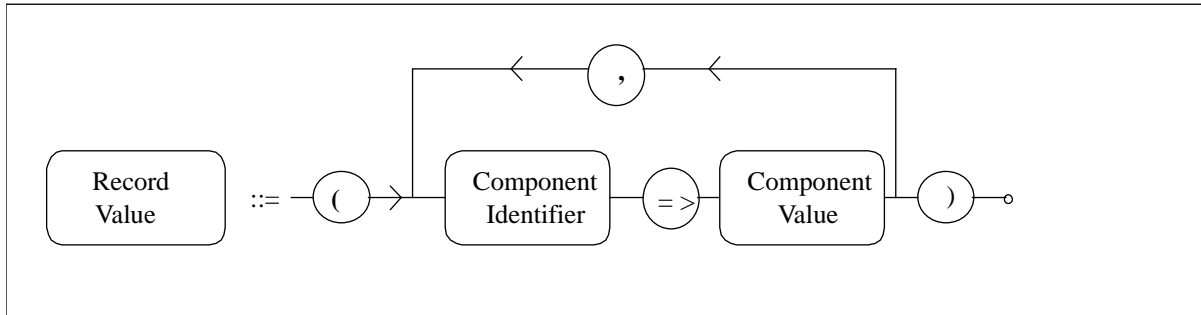 ,
Record Value ::= ( Component Identifier => Component Value )